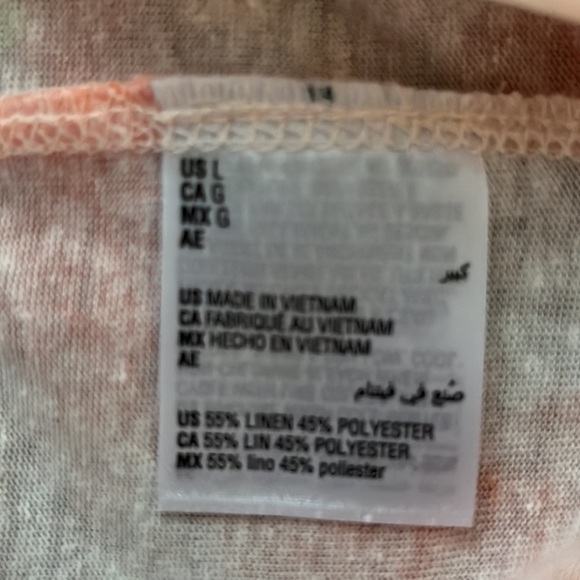 US L
CA G
MX G
AE
كبير
US MADE IN VIETNAM
CA FABRIQUÉ AU VIETNAM
MX HECHO EN VIETNAM
AE
صُنع في فيتنام
US 55% LINEN 45% POLYESTER
CA 55% LIN 45% POLYESTER
MX 55% lino 45% poliester